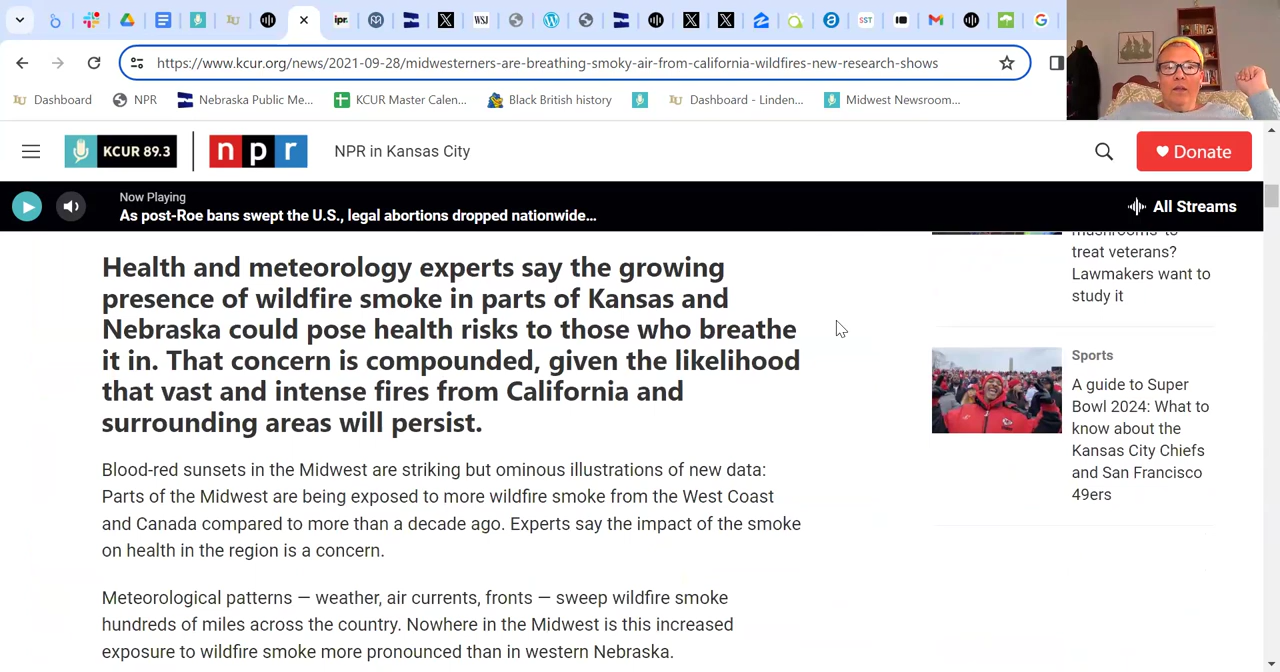 IU
ipr.
X
WSJ
X
X
X
SST
https://www.kcur.org/news/2021-09-28/midwesterners-are-breathing-smoky-air-from-california-wildfires-new-research-shows
IU Dashboard
NPR
Nebraska Public Me...
KCUR Master Calen...
Black British history
IU Dashboard - Linden...
Midwest Newsroom...
KCUR 89.3
npr
NPR in Kansas City
Donate
Now Playing
As post-Roe bans swept the U.S., legal abortions dropped nationwide...
All Streams
Health and meteorology experts say the growing
presence of wildfire smoke in parts of Kansas and
Nebraska could pose health risks to those who breathe
it in. That concern is compounded, given the likelihood
that vast and intense fires from California and
surrounding areas will persist.
Blood-red sunsets in the Midwest are striking but ominous illustrations of new data:
Parts of the Midwest are being exposed to more wildfire smoke from the West Coast
and Canada compared to more than a decade ago. Experts say the impact of the smoke
on health in the region is a concern.
Meteorological patterns — weather, air currents, fronts — sweep wildfire smoke
hundreds of miles across the country. Nowhere in the Midwest is this increased
exposure to wildfire smoke more pronounced than in western Nebraska.
mushrooms' to
treat veterans?
Lawmakers want to
study it
Sports
A guide to Super
Bowl 2024: What to
know about the
Kansas City Chiefs
and San Francisco
49ers